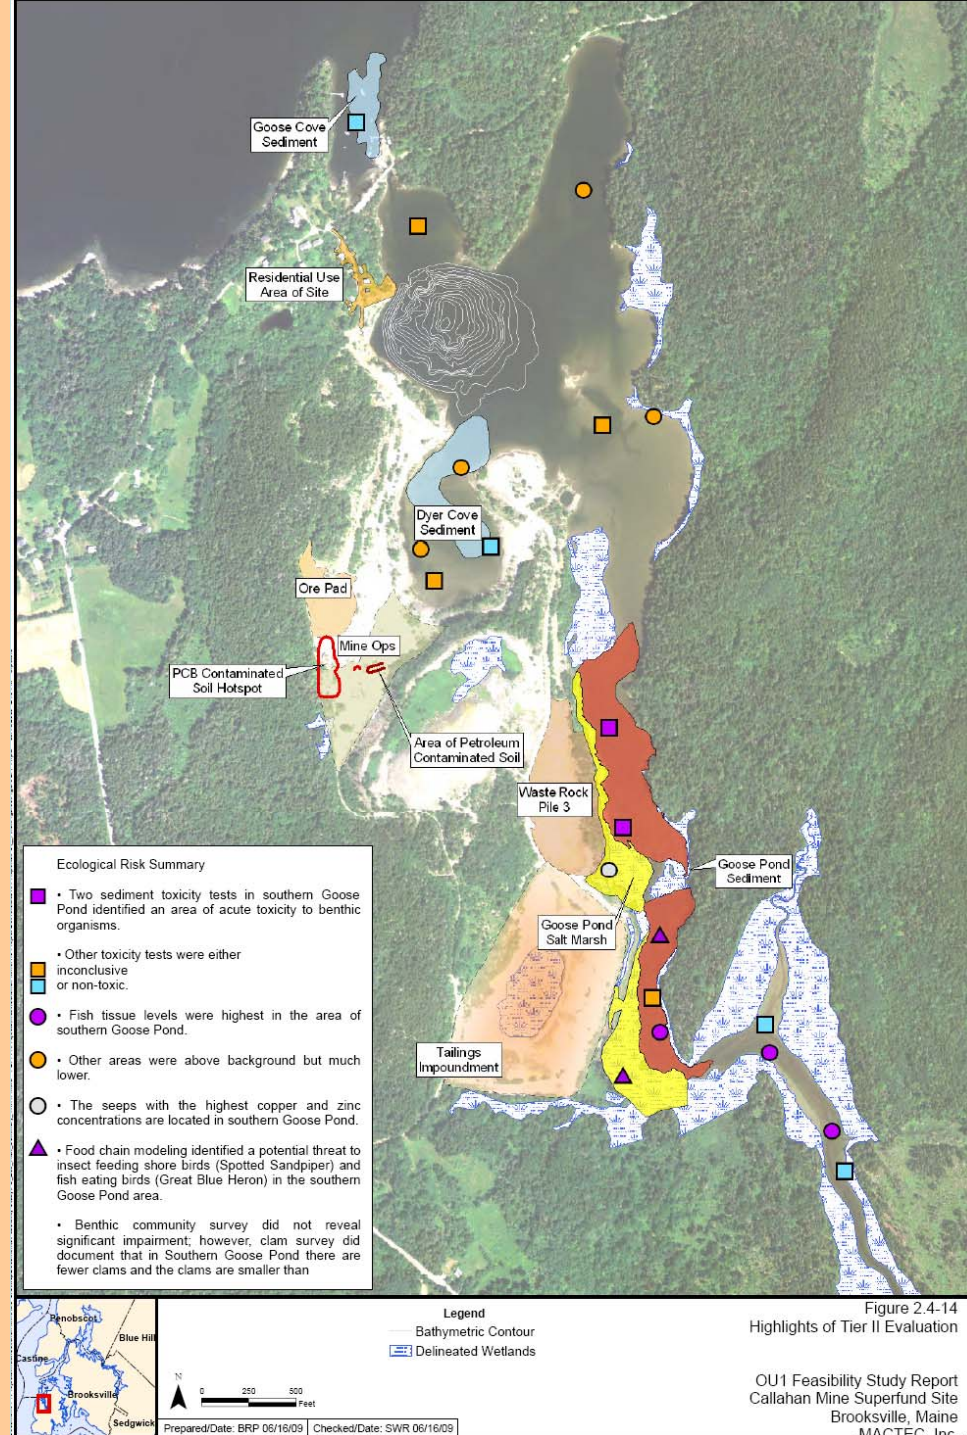 Goose Cove
Sediment
Residential Use
Area of Site
Dyer Cove
Sediment
Ore Pad
Mine Ops
PCB Contaminated
Soil Hotspot
Area of Petroleum
Contaminated Soil
Waste Rock
Pile 3
Goose Pond
Sediment
Goose Pond
Salt Marsh
Tailings
Impoundment
Ecological Risk Summary
• Two sediment toxicity tests in southern Goose
Pond identified an area of acute toxicity to benthic
organisms.
• Other toxicity tests were either
inconclusive
or non-toxic.
• Fish tissue levels were highest in the area of
southern Goose Pond.
• Other areas were above background but much
lower.
• The seeps with the highest copper and zinc
concentrations are located in southern Goose Pond.
• Food chain modeling identified a potential threat to
insect feeding shore birds (Spotted Sandpiper) and
fish eating birds (Great Blue Heron) in the southern
Goose Pond area.
• Benthic community survey did not reveal
significant impairment; however, clam survey did
document that in Southern Goose Pond there are
fewer clams and the clams are smaller than
Penobscot
Blue Hill
Castine
Brooksville
Sedgwick
N
0 250 500
Feet
Prepared/Date: BRP 06/16/09 Checked/Date: SWR 06/16/09
Legend
Bathymetric Contour
Delineated Wetlands
Figure 2.4-14
Highlights of Tier II Evaluation
OU1 Feasibility Study Report
Callahan Mine Superfund Site
Brooksville, Maine
MACTEC, Inc.